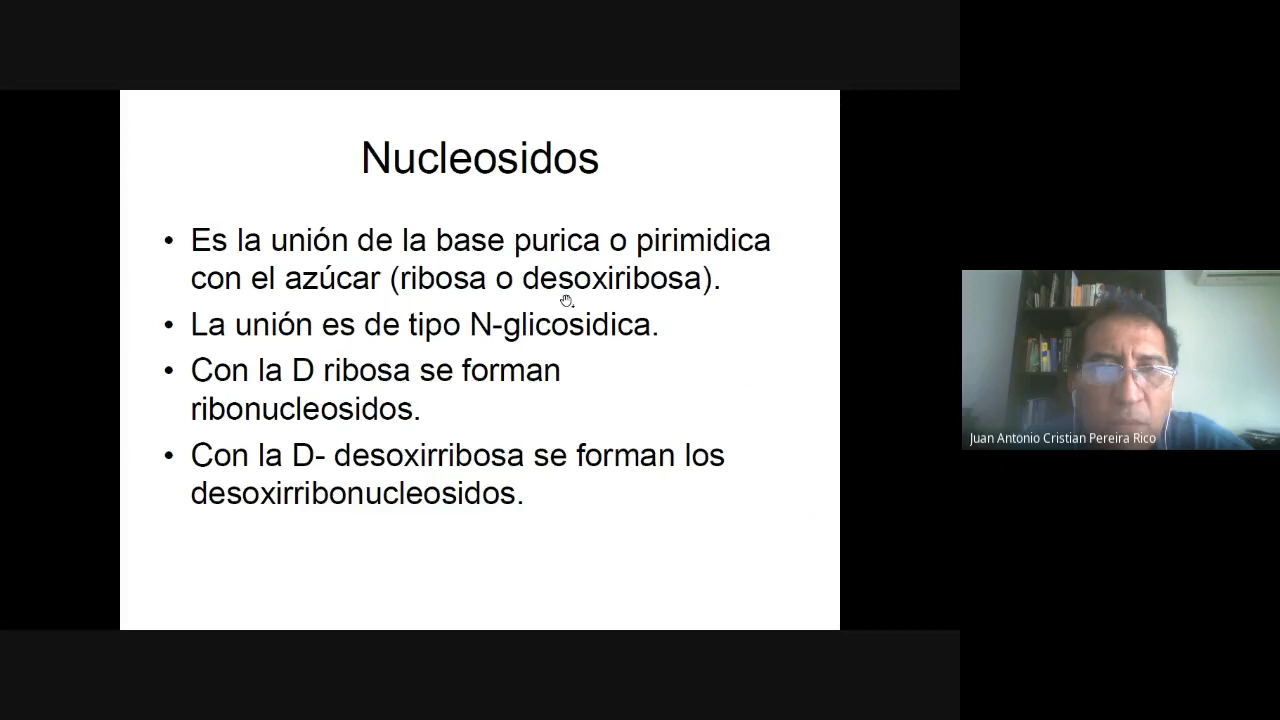 Nucleosidos
• Es la unión de la base purica o pirimidica
con el azúcar (ribosa o desoxiribosa).
• La unión es de tipo N-glicosidica.
• Con la D ribosa se forman
ribonucleosidos.
• Con la D- desoxirribosa se forman los
desoxirribonucleosidos.
Juan Antonio Cristian Pereira Rico